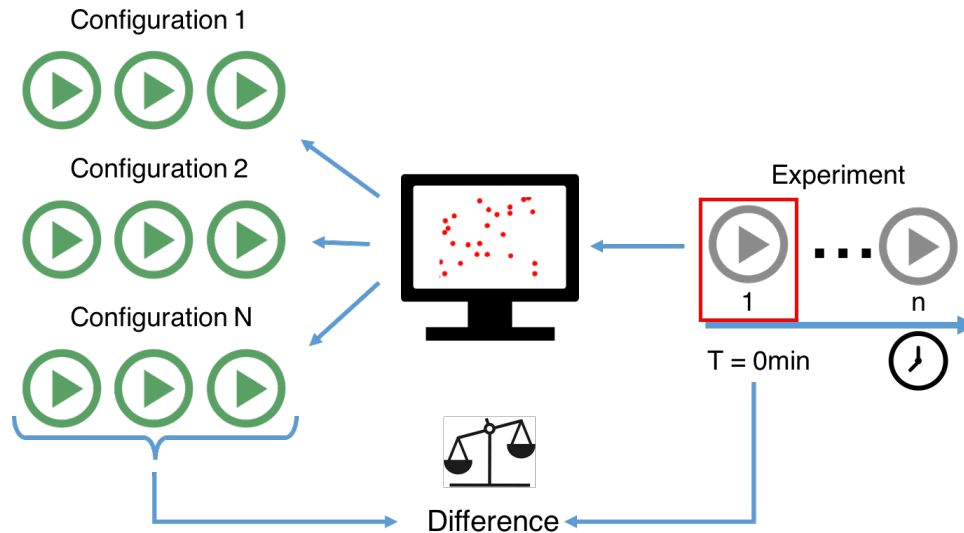 Configuration 1
Configuration 2
Configuration N
Experiment
...
1
n
T = 0min
Difference